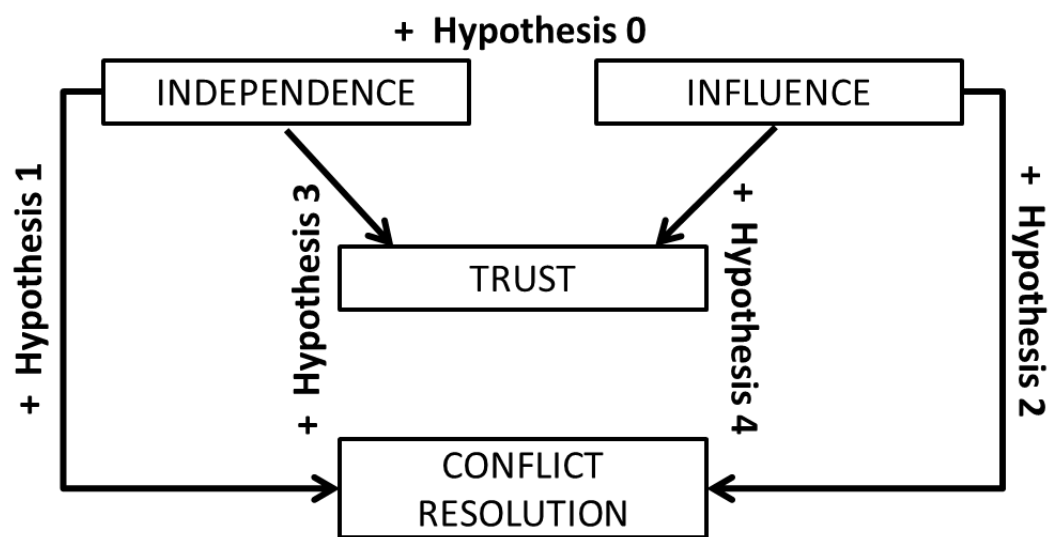 + Hypothesis 0
INDEPENDENCE
INFLUENCE
+ Hypothesis 1
+ Hypothesis 3
+ Hypothesis 4
+ Hypothesis 2
TRUST
CONFLICT
RESOLUTION